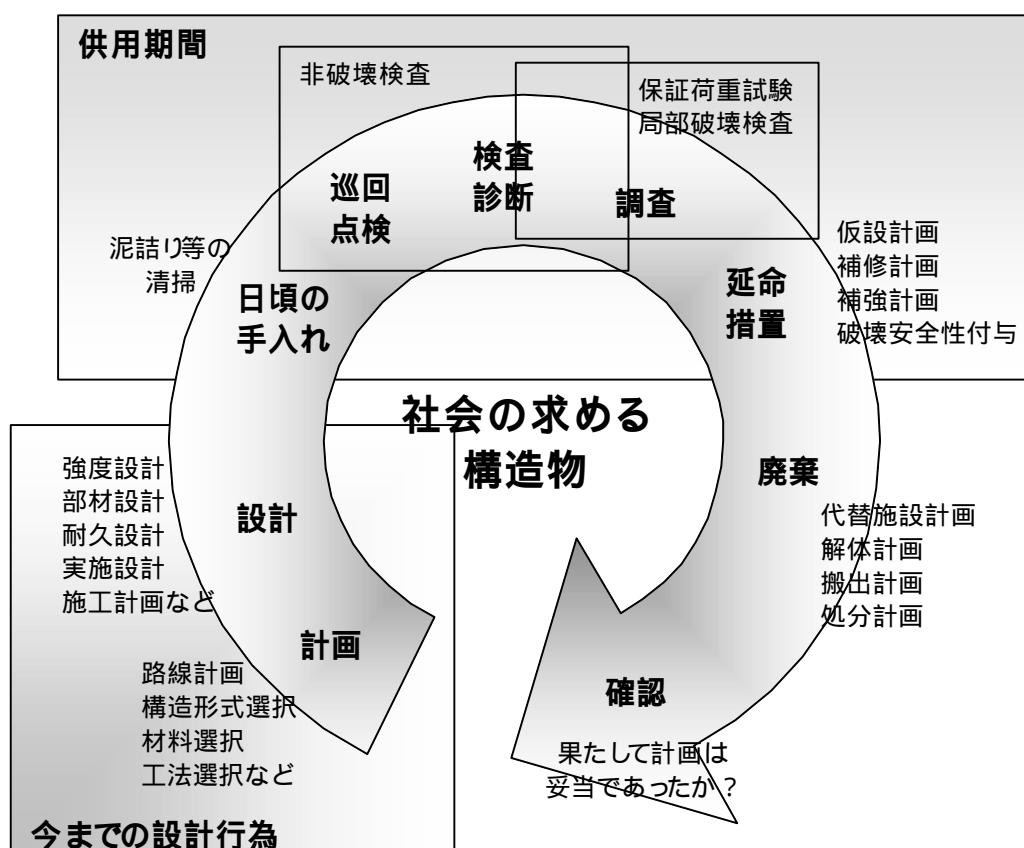 供用期間
非破壊検査
保証荷重試験
局部破壊検査
検査
診断
巡回
点検
調査
泥詰り等の
清掃
日頃の
手入れ
延命
措置
仮設計画
補修計画
補強計画
破壊安全性付与
社会の求める
構造物
強度設計
部材設計
耐久設計
実施設計
施工計画など
設計
計画
路線計画
構造形式選択
材料選択
工法選択など
今までの設計行為
廃棄
代替施設計画
解体計画
搬出計画
処分計画
確認
果たして計画は
妥当であったか？